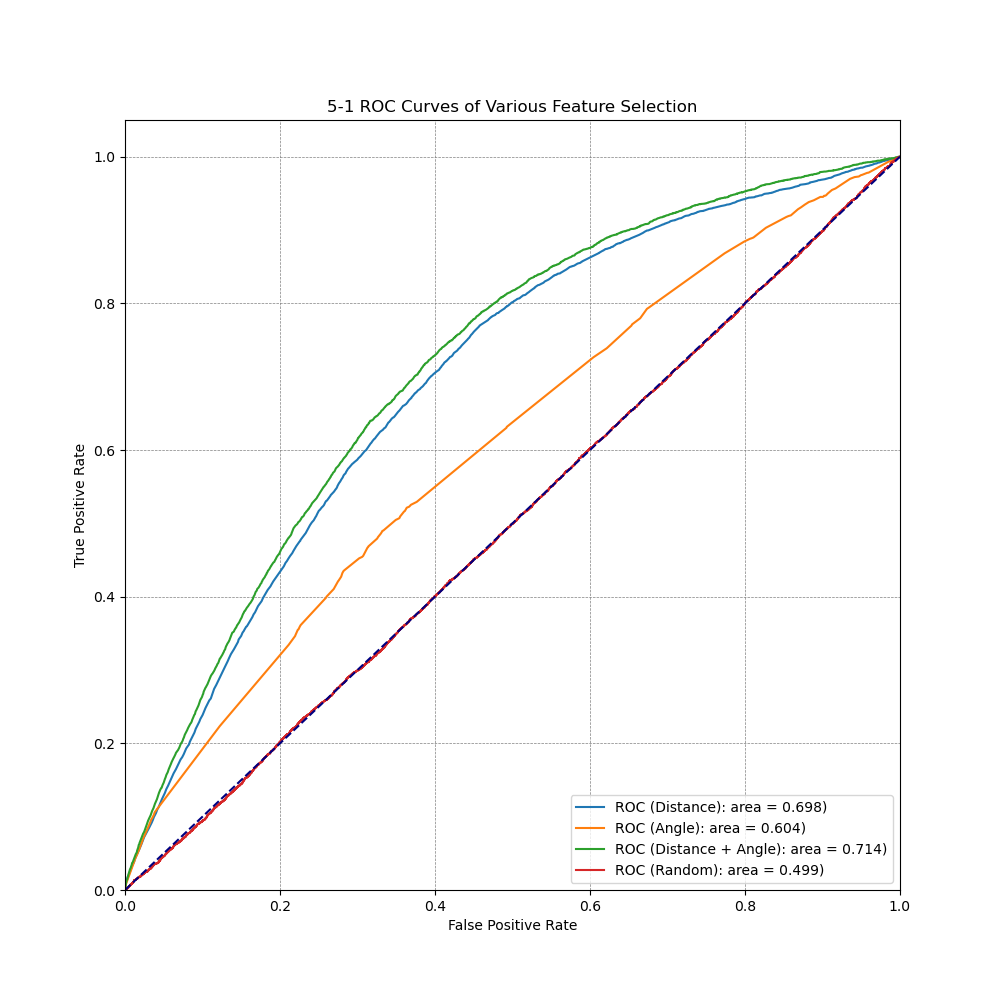 5-1 ROC Curves of Various Feature Selection
True Positive Rate
1.0
0.8
0.6
0.4
0.2
0.0
ROC (Distance): area = 0.698)
ROC (Angle): area = 0.604)
ROC (Distance + Angle): area = 0.714)
ROC (Random): area = 0.499)
0.0 0.2 0.4 0.6 0.8 1.0
False Positive Rate